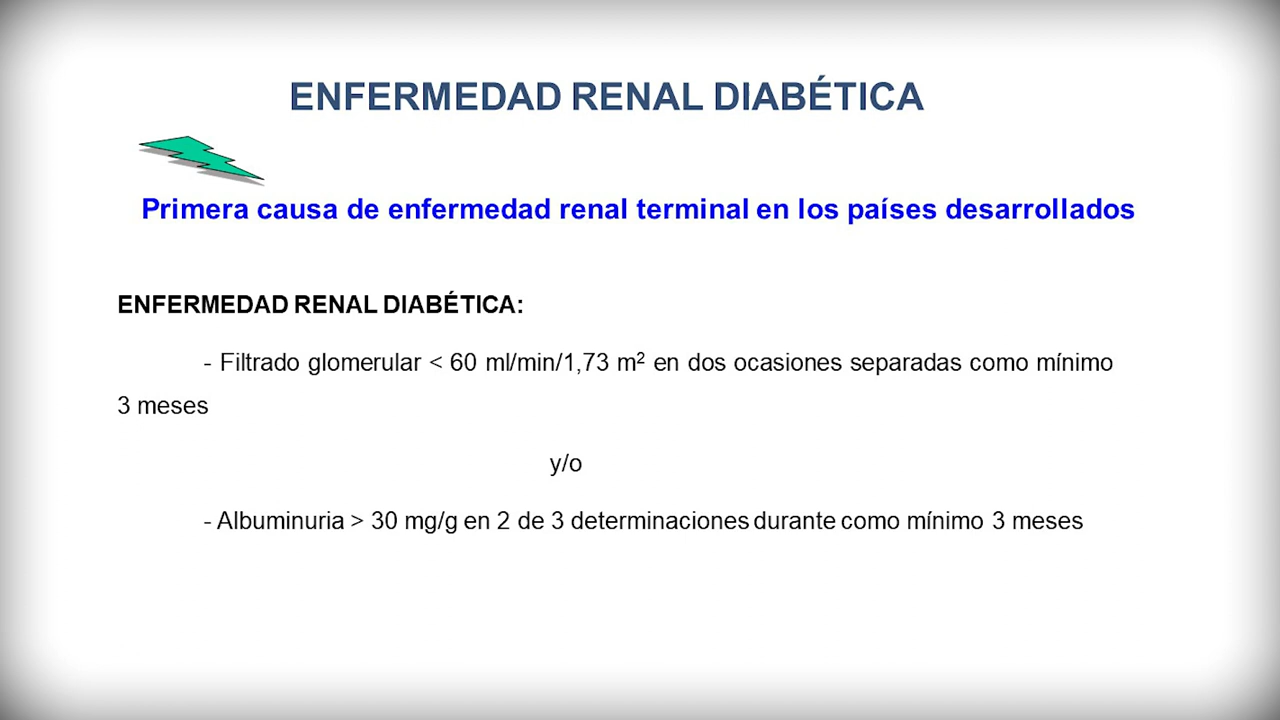 ENFERMEDAD RENAL DIABÉTICA
Primera causa de enfermedad renal terminal en los países desarrollados
ENFERMEDAD RENAL DIABÉTICA:
- Filtrado glomerular < 60 ml/min/1,73 m² en dos ocasiones separadas como mínimo
3 meses
y/o
- Albuminuria > 30 mg/g en 2 de 3 determinaciones durante como mínimo 3 meses